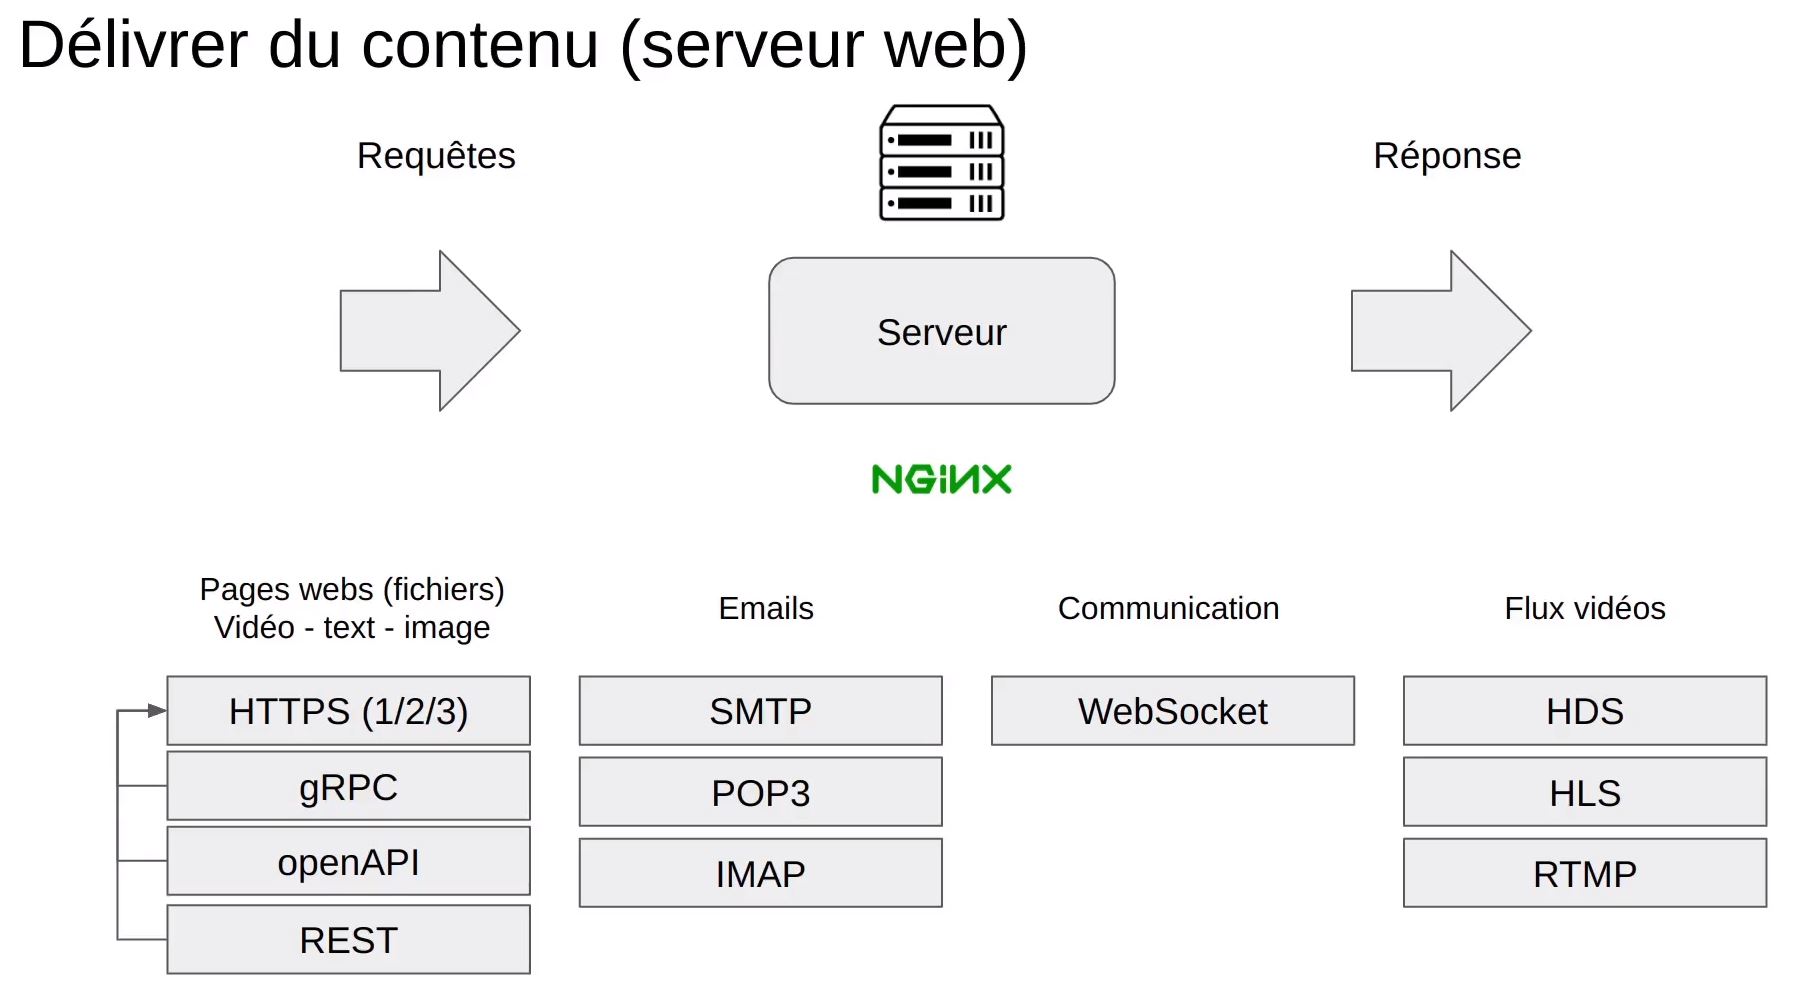 Délivrer du contenu (serveur web)
Requêtes
Réponse
Serveur
NGiNX
Pages webs (fichiers)
Vidéo - text - image
HTTPS (1/2/3)
gRPC
openAPI
REST
Emails
SMTP
POP3
IMAP
Communication
WebSocket
Flux vidéos
HDS
HLS
RTMP